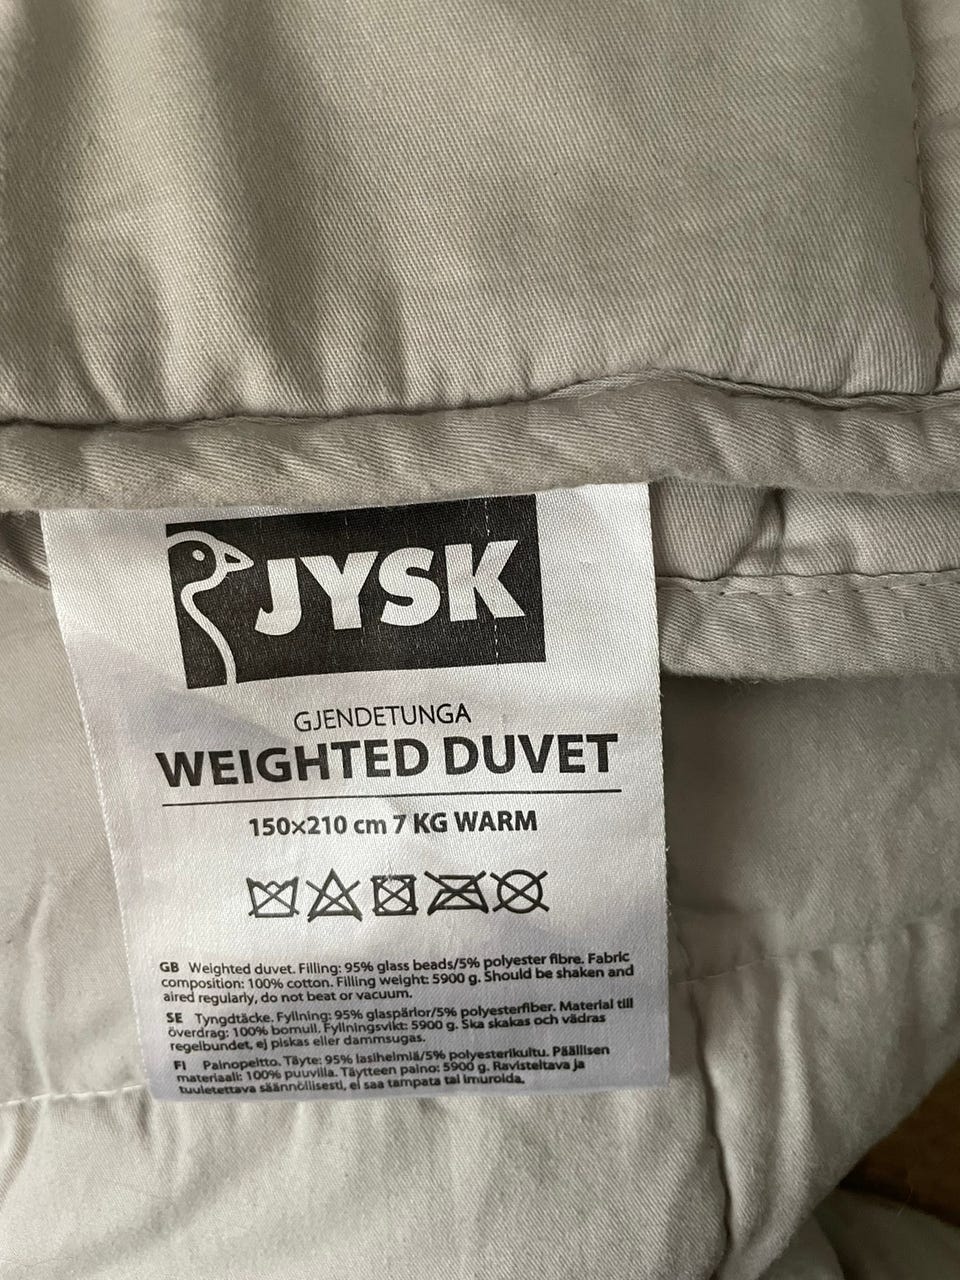 JYSK
GJENDETUNGA
WEIGHTED DUVET
150×210 cm 7 KG WARM
GB Weighted duvet. Filling: 95% glass beads/5% polyester fibre. Fabric
composition: 100% cotton. Filling weight: 5900 g. Should be shaken and
aired regularly, do not beat or vacuum.
SE Tyngdtäcke. Fyllning: 95% glaspärlor/5% polyesterfiber. Material till
överdrag: 100% bomull. Fyllningsvikt: 5900 g. Ska skakas och vädras
regelbundet, ej piskas eller dammsugas.
FI Painopeitto. Täyte: 95% lasihelmiä/5% polyesterikuitu. Päällisen
materiaali: 100% puuvilla. Täytteen paino: 5900 g. Ravisteltava ja
tuuletettava säännöllisesti, ei saa tampata tai imuroida.